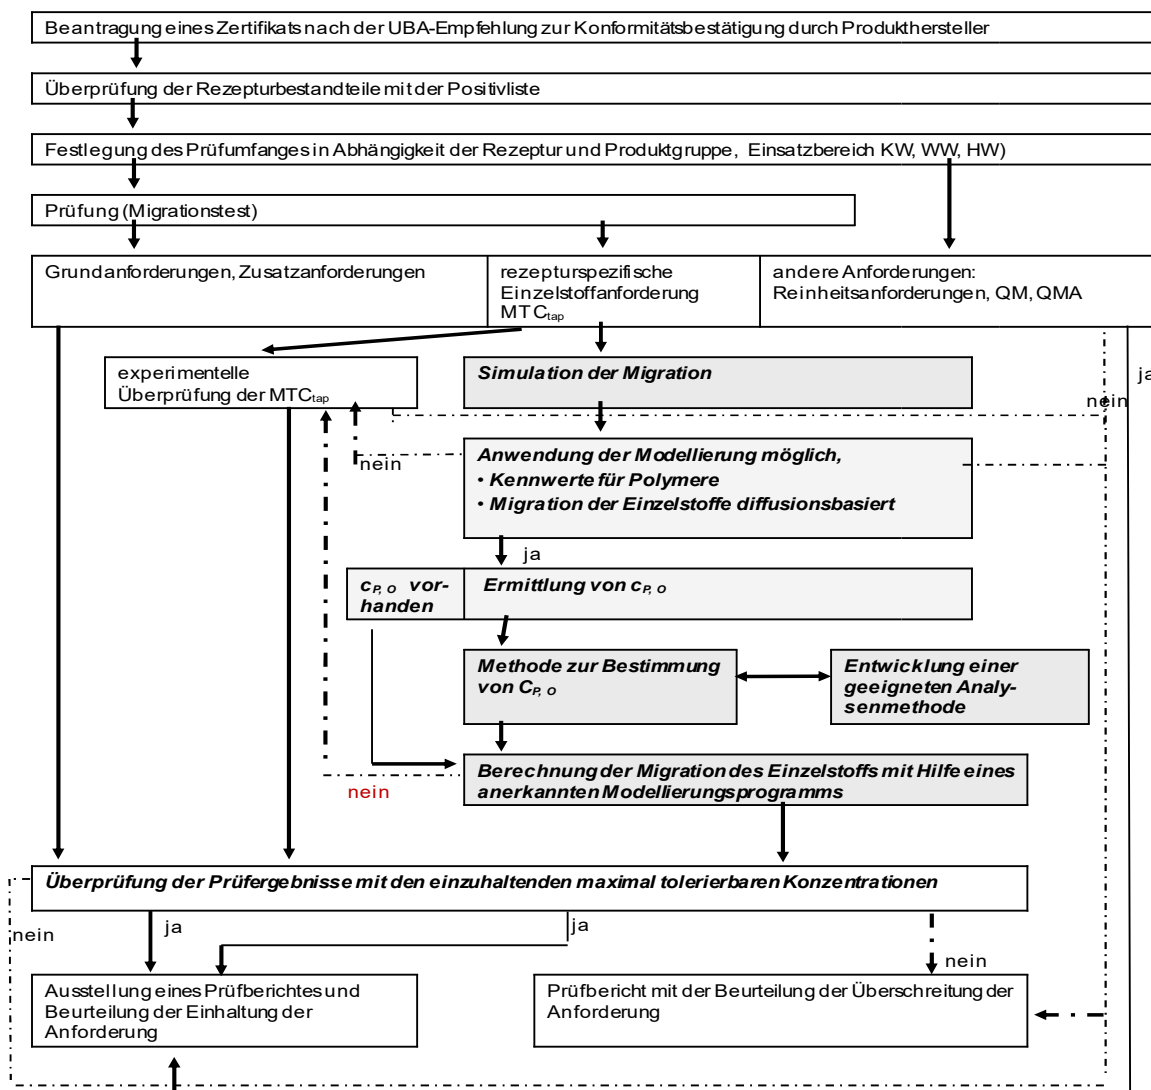 Beantragung eines Zertifikats nach der UBA-Empfehlung zur Konformitätsbestätigung durch Produkthersteller
Überprüfung der Rezepturbestandteile mit der Positivliste
Festlegung des Prüfumfanges in Abhängigkeit der Rezeptur und Produktgruppe, Einsatzbereich KW, WW, HW)
Prüfung (Migrationstest)
Grundanforderungen, Zusatzanforderungen
rezepturspezifische
Einzelstoffanforderung
MTCtap
andere Anforderungen:
Reinheitsanforderungen, QM, QMA
experimentelle
Überprüfung der MTCtap
Simulation der Migration
ja
nein
nein
Anwendung der Modellierung möglich,
• Kennwerte für Polymere
• Migration der Einzelstoffe diffusionsbasiert
ja
cP, O vor-
handen
Ermittlung von cP, O
Methode zur Bestimmung
von CP, O
Entwicklung einer
geeigneten Analy-
senmethode
Berechnung der Migration des Einzelstoffs mit Hilfe eines
anerkannten Modellierungsprogramms
nein
Überprüfung der Prüfergebnisse mit den einzuhaltenden maximal tolerierbaren Konzentrationen
nein
ja
ja
nein
Ausstellung eines Prüfberichtes und
Beurteilung der Einhaltung der
Anforderung
Prüfbericht mit der Beurteilung der Überschreitung der
Anforderung